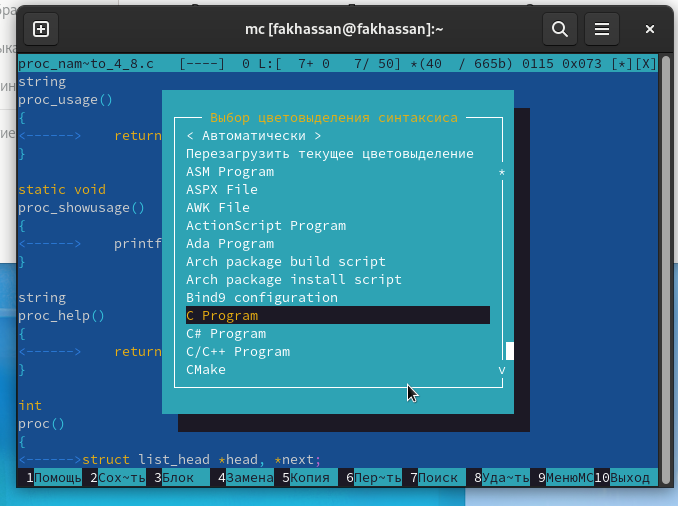 mc [fakhassan@fakhassan]:~
proc_nam~to_4_8.c   [----]  0 L:[  7+ 0   7/ 50] *(40  / 665b) 0115 0x073 [*][X]
string
proc_usage()
{
<------>    return
}
static void
proc_showusage()
{
<------>    printf
}
string
proc_help()
{
<------>    return
}
int
proc()
{
<------>struct list_head *head, *next;
Выбор цветовыделения синтаксиса
< Автоматически >
Перезагрузить текущее цветовыделение
ASM Program
ASPX File
AWK File
ActionScript Program
Ada Program
Arch package build script
Arch package install script
Bind9 configuration
C Program
C# Program
C/C++ Program
CMake
1Помощь 2Сох~ть 3Блок 4Замена 5Копия 6Пер~ть 7Поиск 8Уда~ть 9МенюMC 10Выход